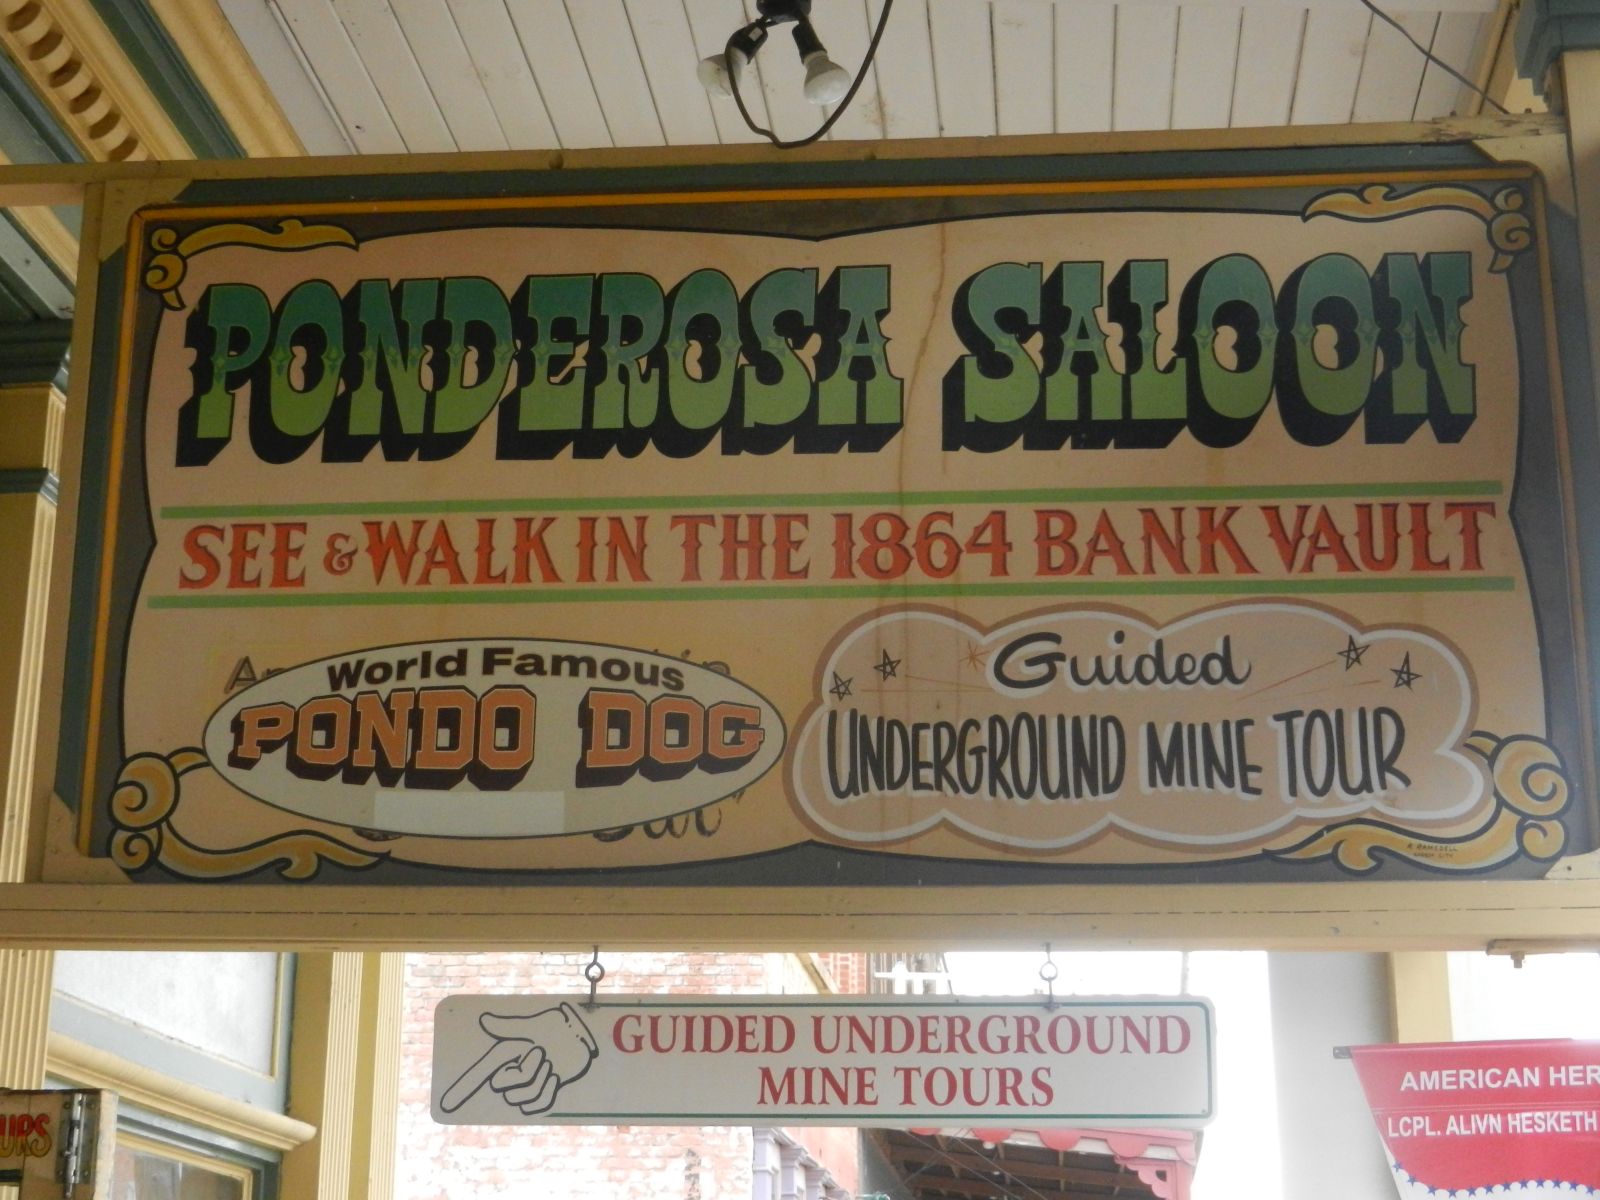 PONDEROSA SALOON
SEE & WALK IN THE 1864 BANK VAULT
World Famous
PONDO DOG
Guided
UNDERGROUND MINE TOUR
GUIDED UNDERGROUND
MINE TOURS
AMERICAN HER
LCPL. ALIVN HESKETH
URS